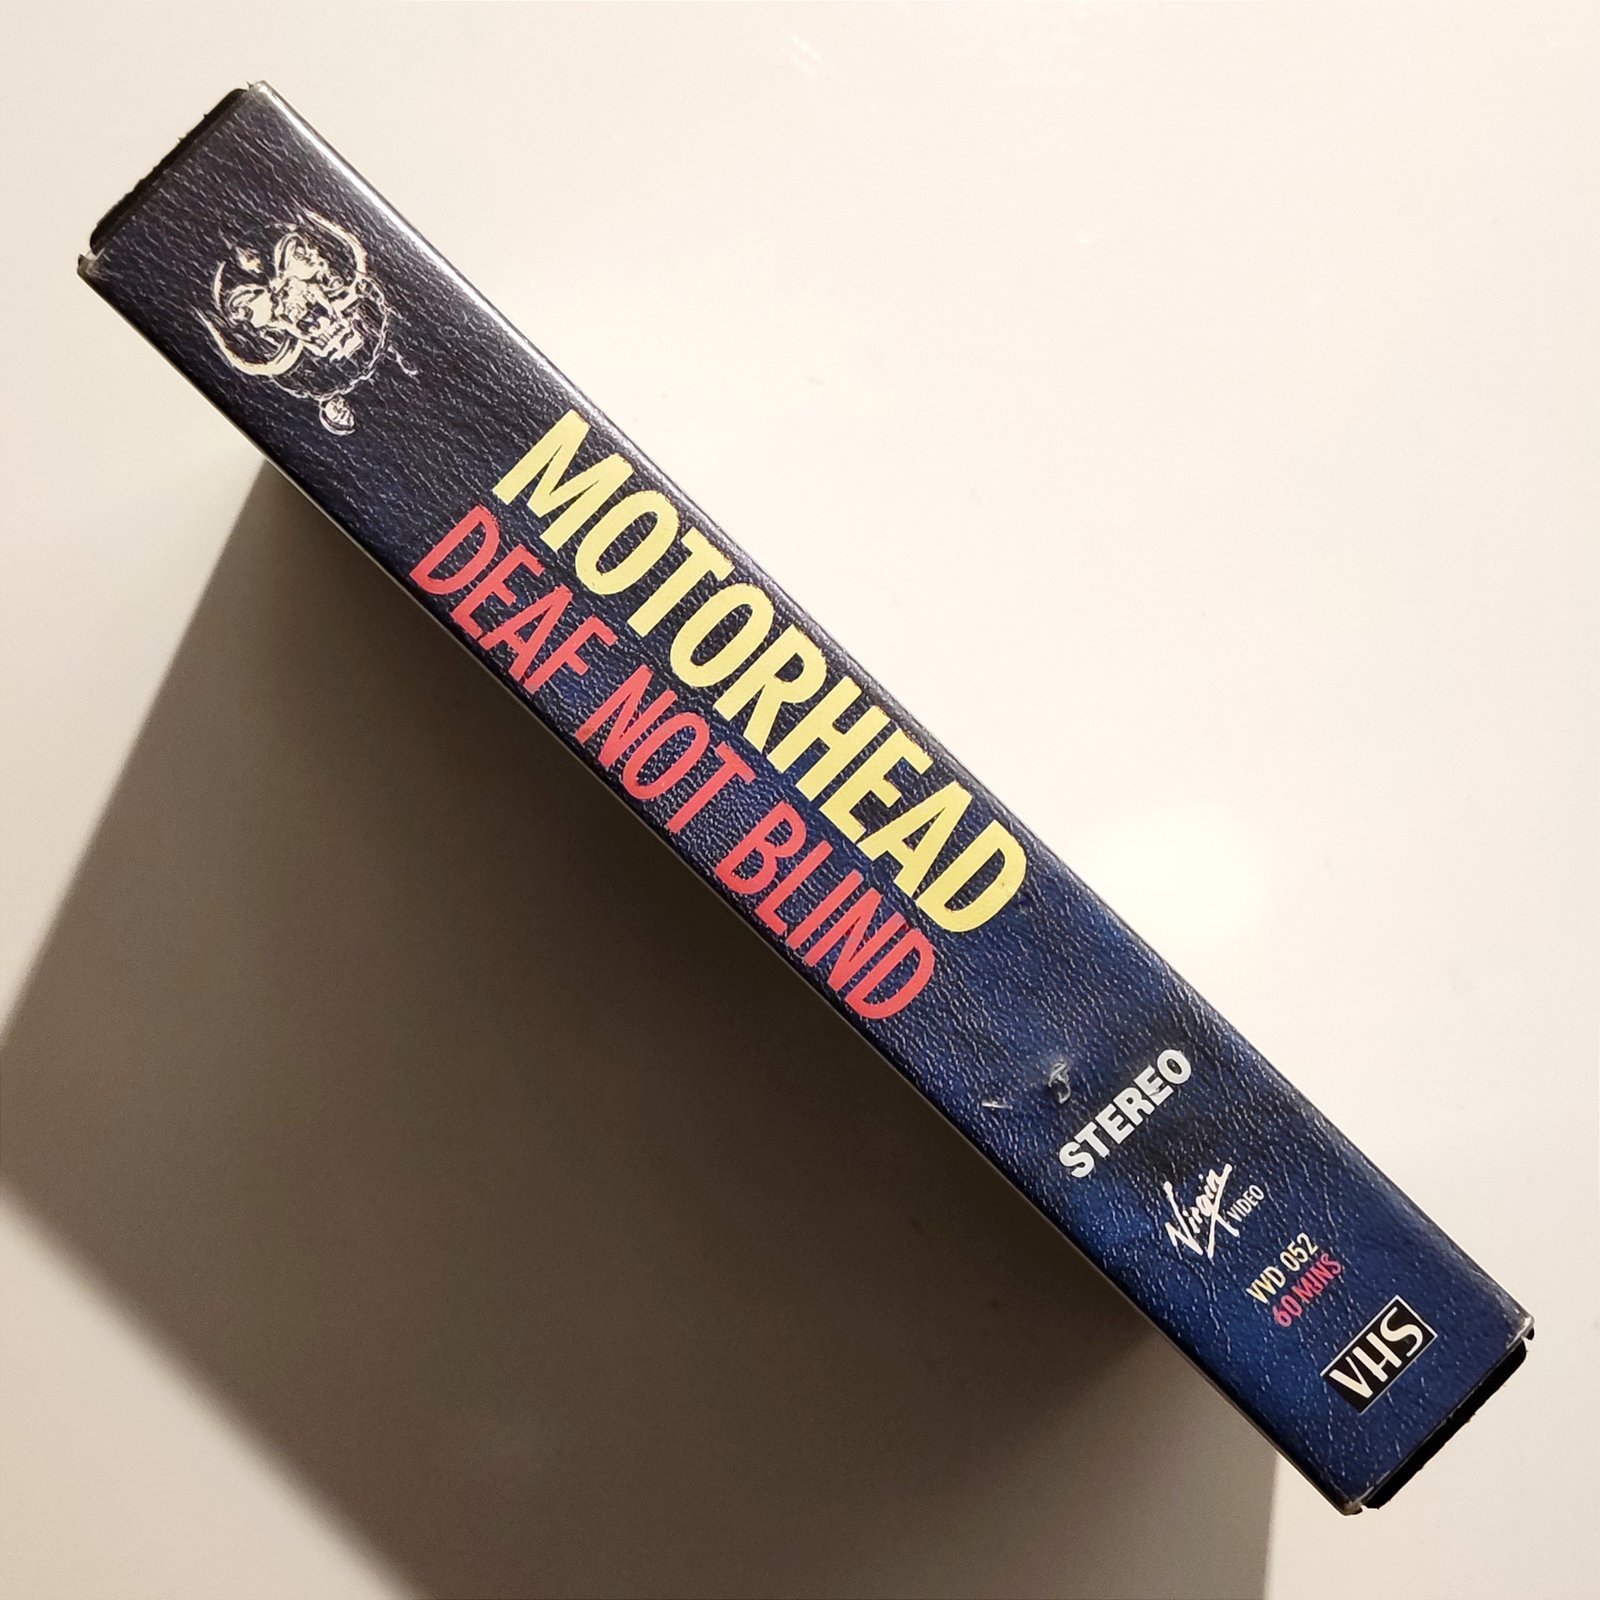 MOTORHEAD
DEAF NOT BLIND
STEREO
Virgin
VIDEO
VVD 052
60 MINS
VHS